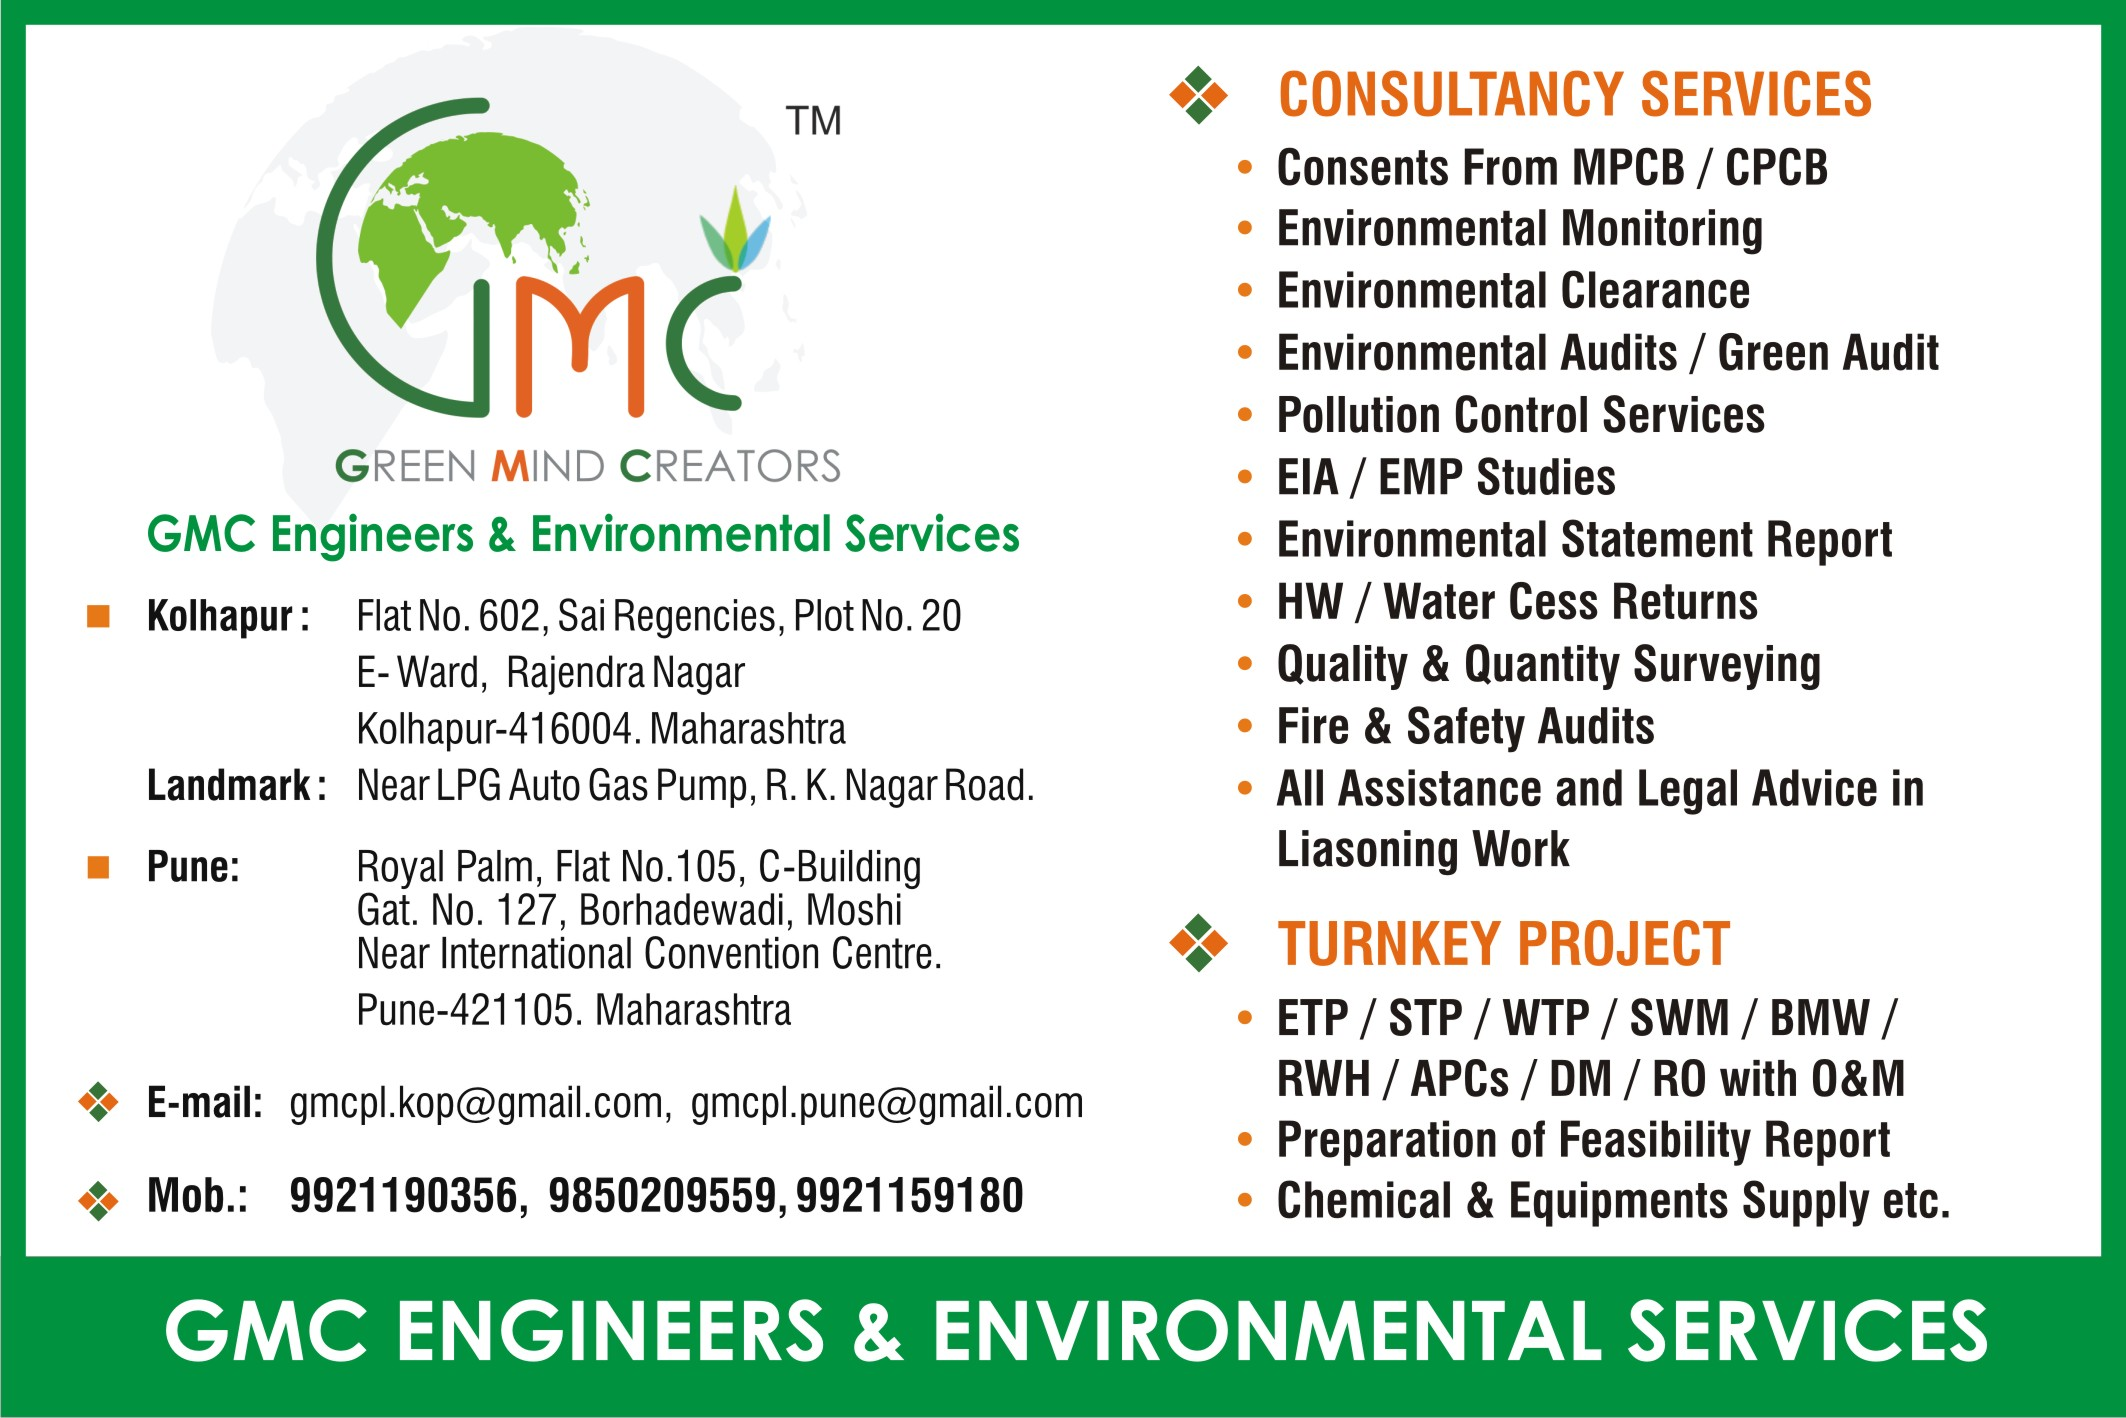 GMC
TM
GREEN MIND CREATORS
GMC Engineers & Environmental Services
Kolhapur : Flat No. 602, Sai Regencies, Plot No. 20
E- Ward, Rajendra Nagar
Kolhapur-416004. Maharashtra
Landmark : Near LPG Auto Gas Pump, R. K. Nagar Road.
Pune: Royal Palm, Flat No.105, C-Building
Gat. No. 127, Borhadewadi, Moshi
Near International Convention Centre.
Pune-421105. Maharashtra
E-mail: gmcpl.kop@gmail.com, gmcpl.pune@gmail.com
Mob.: 9921190356, 9850209559, 9921159180
CONSULTANCY SERVICES
• Consents From MPCB / CPCB
• Environmental Monitoring
• Environmental Clearance
• Environmental Audits / Green Audit
• Pollution Control Services
• EIA / EMP Studies
• Environmental Statement Report
• HW / Water Cess Returns
• Quality & Quantity Surveying
• Fire & Safety Audits
• All Assistance and Legal Advice in
Liasoning Work
TURNKEY PROJECT
• ETP / STP / WTP / SWM / BMW /
RWH / APCs / DM / RO with O&M
• Preparation of Feasibility Report
• Chemical & Equipments Supply etc.
GMC ENGINEERS & ENVIRONMENTAL SERVICES